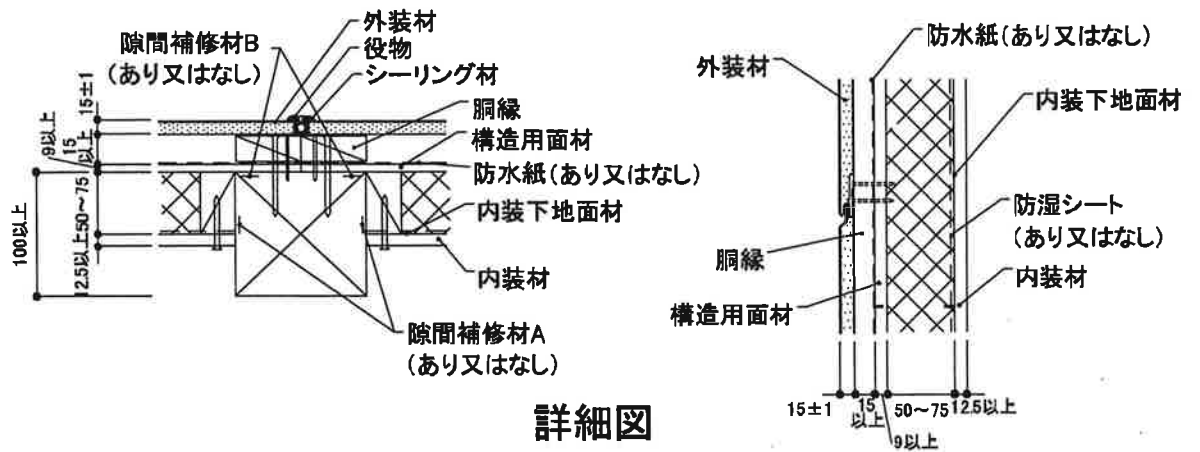 外装材
役物
シーリング材
隙間補修材B
(あり又はなし)
胴縁
構造用面材
防水紙(あり又はなし)
内装下地面材
内装材
隙間補修材A
(あり又はなし)
15±1
15
以上
9以上
50～75
12.5以上
100以上
防水紙(あり又はなし)
外装材
内装下地面材
防湿シート
(あり又はなし)
胴縁
内装材
構造用面材
15±1
15
以上
9以上
50～75
12.5以上
詳細図